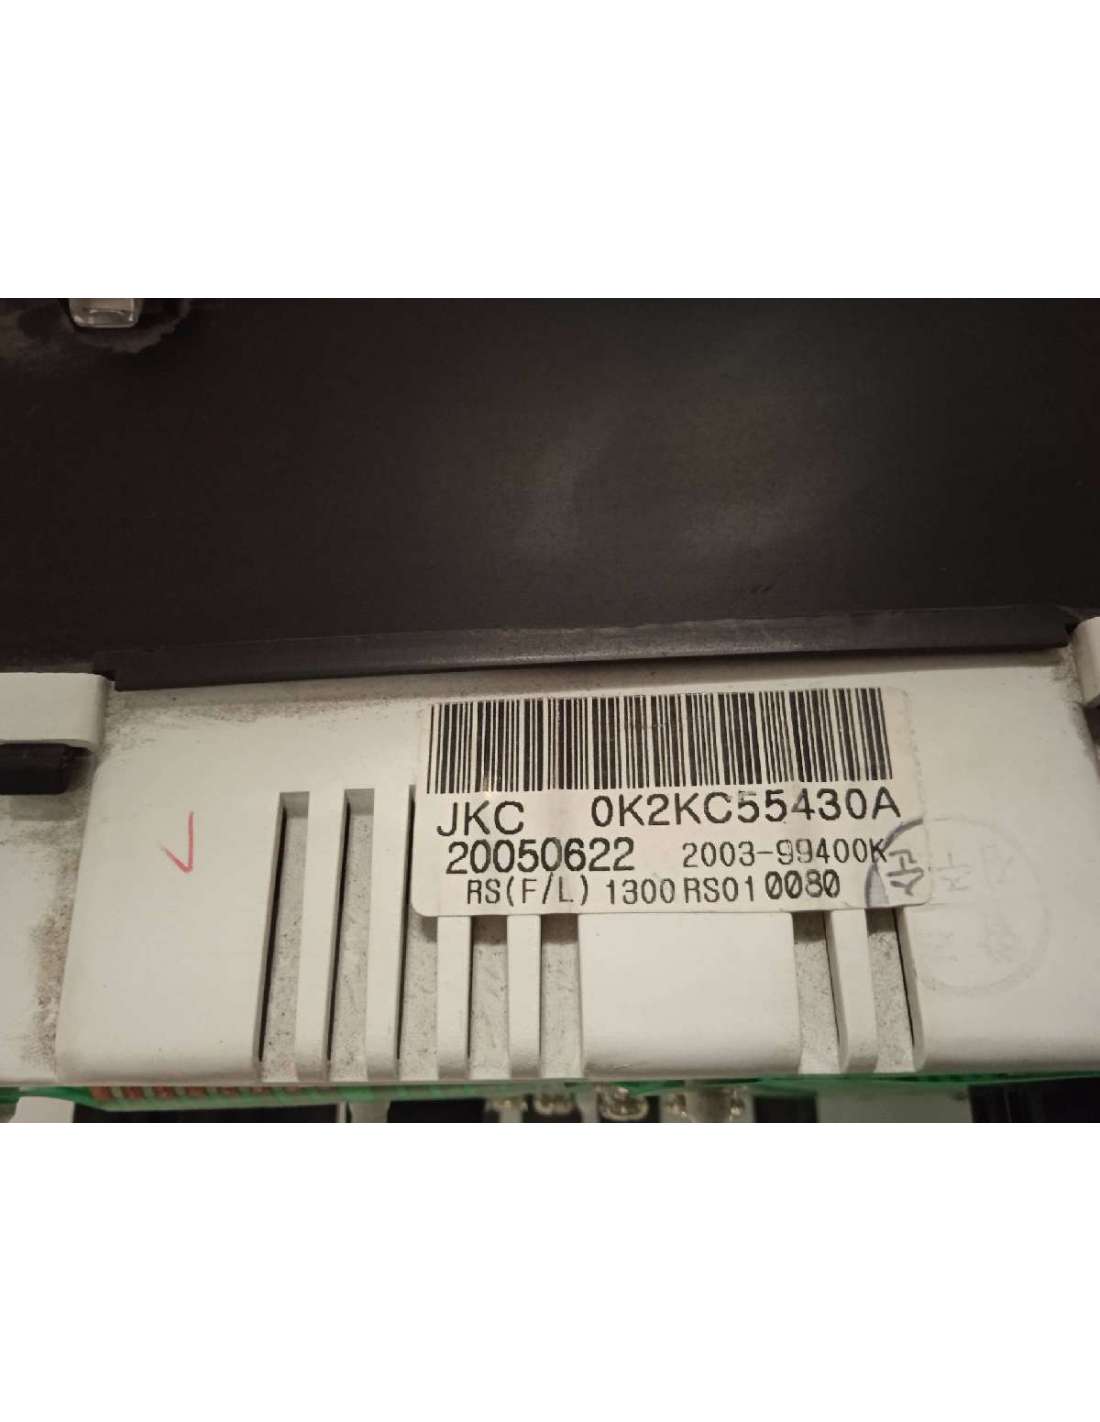 JKC 0K2KC55430A
20050622 2003-99400K
RS(F/L) 1300 RS01 0080